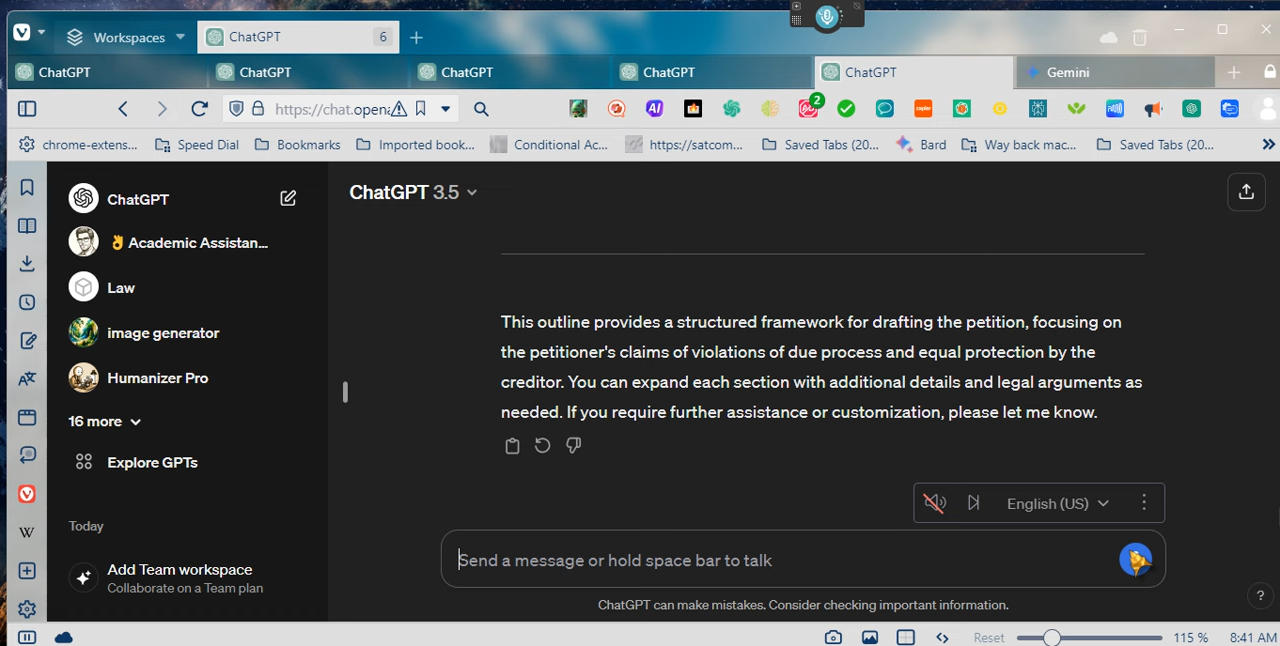 Workspaces
ChatGPT
6
ChatGPT
ChatGPT
ChatGPT
ChatGPT
ChatGPT
Gemini
https://chat.opena
AI
2
chrome-extens...
Speed Dial
Bookmarks
Imported book...
Conditional Ac...
https://satcom...
Saved Tabs (20...
Bard
Way back mac...
Saved Tabs (20...
ChatGPT
Academic Assistan...
Law
image generator
Humanizer Pro
16 more
Explore GPTs
Today
Add Team workspace
Collaborate on a Team plan
ChatGPT 3.5
This outline provides a structured framework for drafting the petition, focusing on
the petitioner's claims of violations of due process and equal protection by the
creditor. You can expand each section with additional details and legal arguments as
needed. If you require further assistance or customization, please let me know.
English (US)
Send a message or hold space bar to talk
ChatGPT can make mistakes. Consider checking important information.
?
W
Reset
115 %
8:41 AM